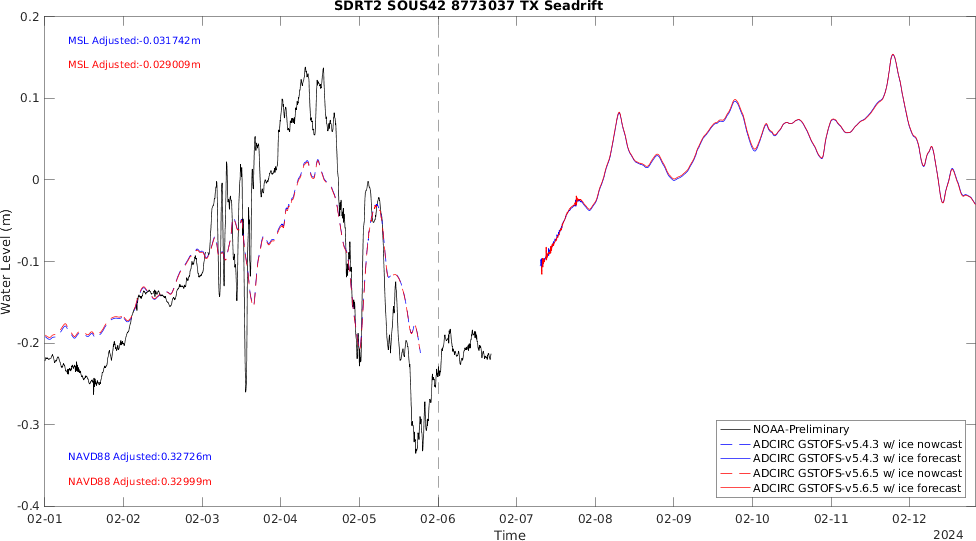 SDRT2 SOUS42 8773037 TX Seadrift
MSL Adjusted:-0.031742m
MSL Adjusted:-0.029009m
NAVD88 Adjusted:0.32726m
NAVD88 Adjusted:0.32999m
Water Level (m)
0.2
0.1
0
-0.1
-0.2
-0.3
-0.4
NOAA-Preliminary
ADCIRC GSTOFS-v5.4.3 w/ ice nowcast
ADCIRC GSTOFS-v5.4.3 w/ ice forecast
ADCIRC GSTOFS-v5.6.5 w/ ice nowcast
ADCIRC GSTOFS-v5.6.5 w/ ice forecast
02-01 02-02 02-03 02-04 02-05 02-06 02-07 02-08 02-09 02-10 02-11 02-12
Time
2024